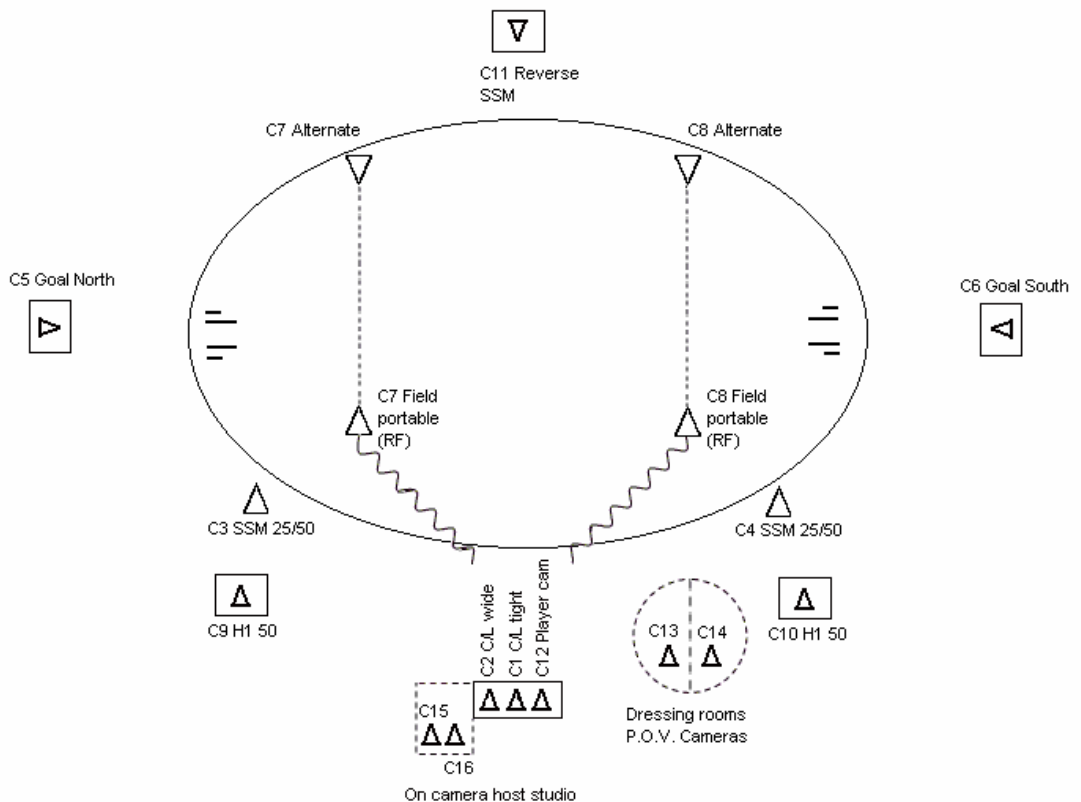 C11 Reverse
SSM
C7 Alternate
C8 Alternate
C5 Goal North
C6 Goal South
C7 Field
portable
(RF)
C8 Field
portable
(RF)
C3 SSM 25/50
C4 SSM 25/50
C9 H1 50
C2 C/L wide
C1 C/L tight
C12 Player cam
C13
C14
C10 H1 50
Dressing rooms
P.O.V. Cameras
C15
C16
On camera host studio